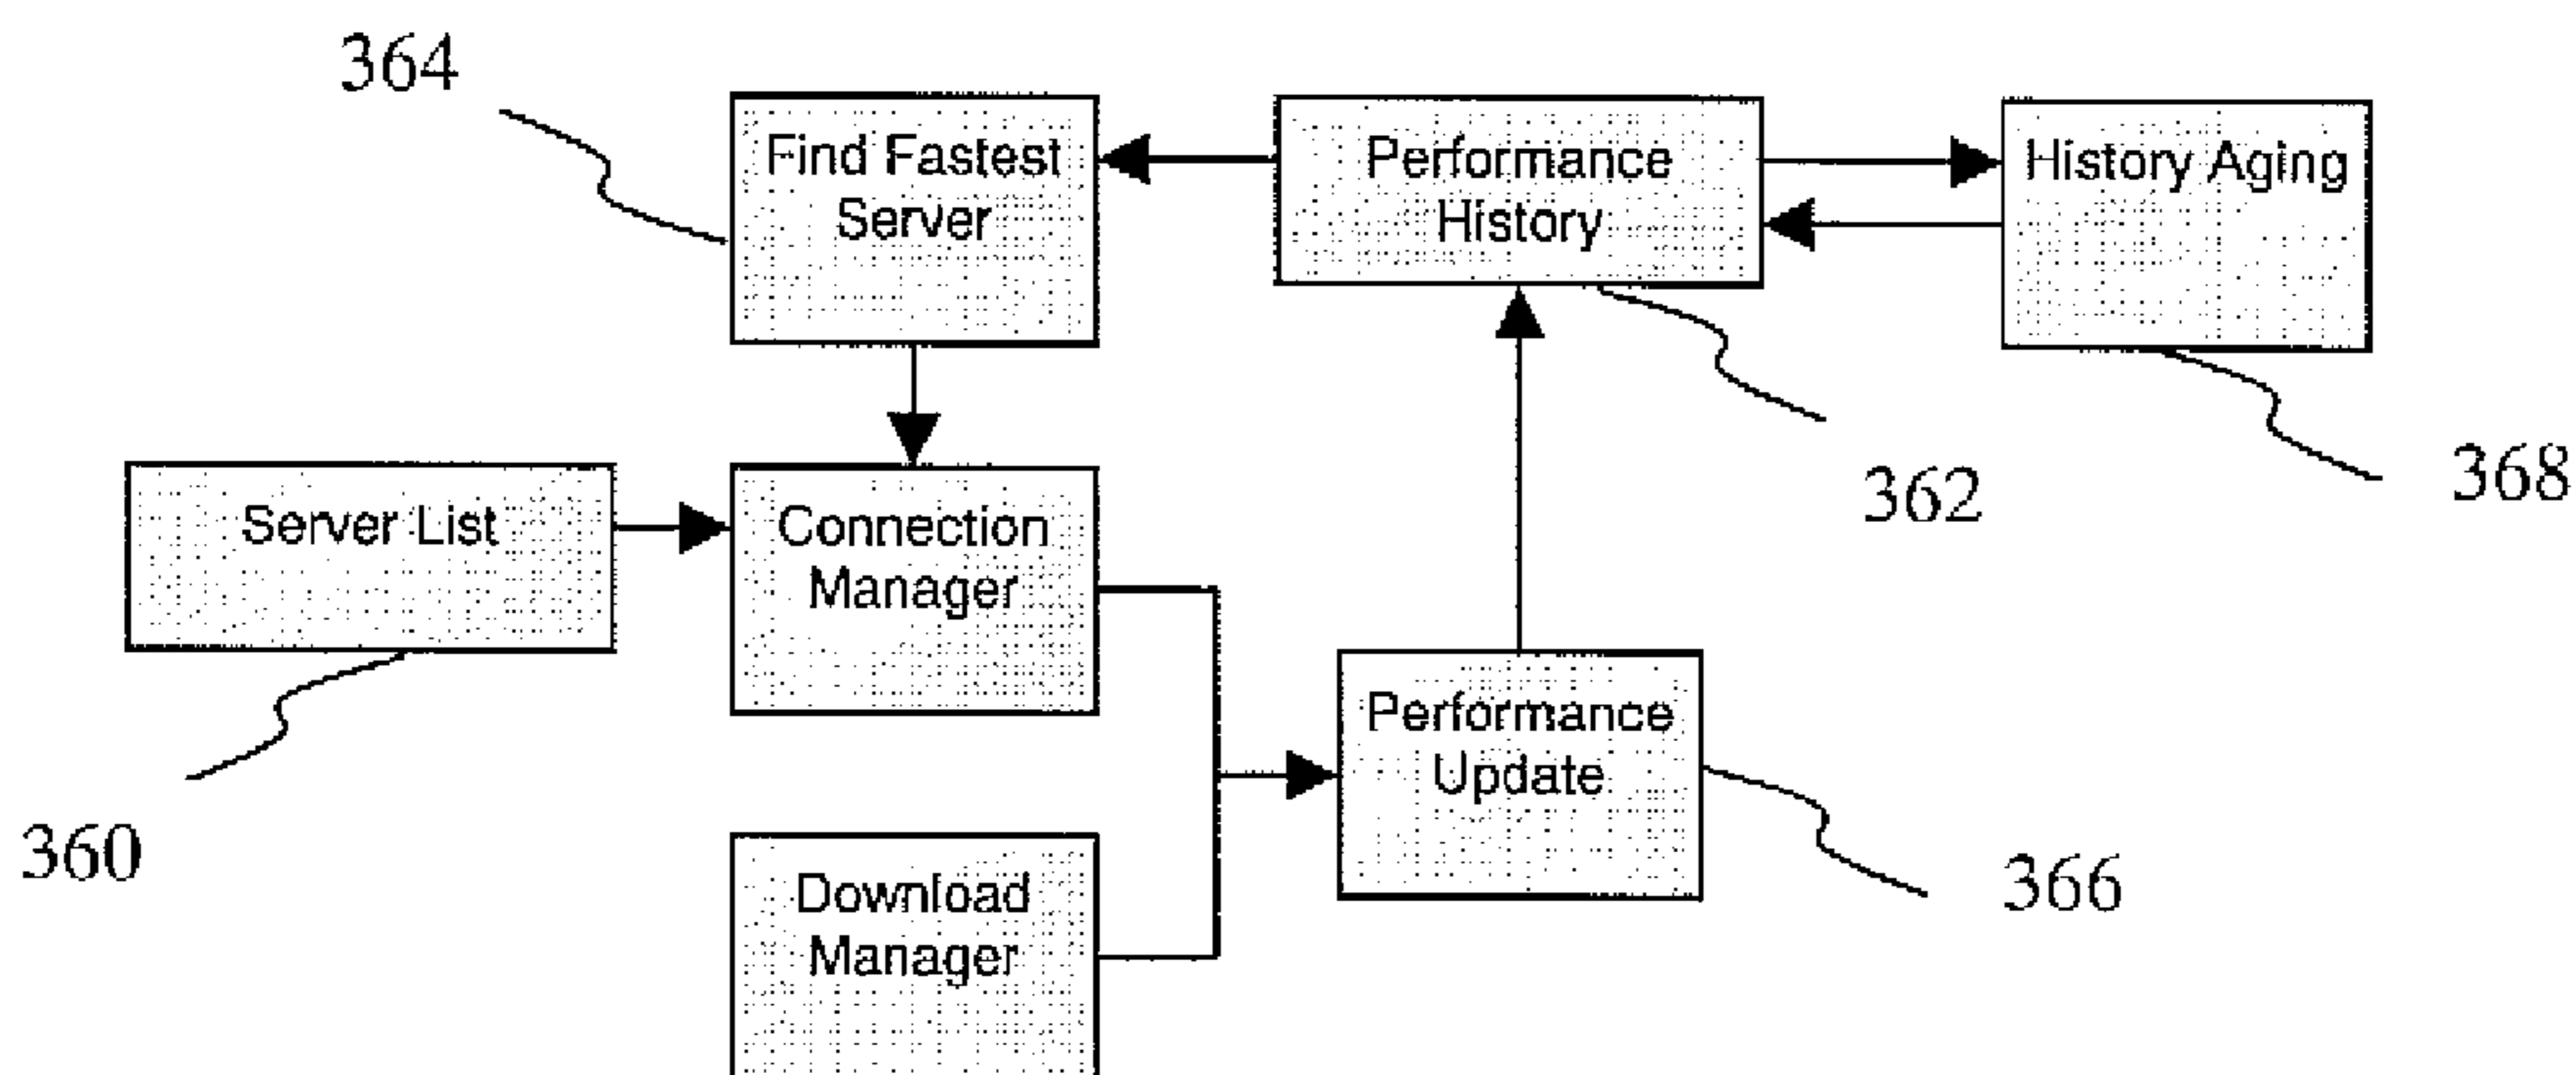 364
Find Fastest
Server
Performance
History
History Aging
362
368
Server List
Connection
Manager
360
Performance
Update
366
Download
Manager